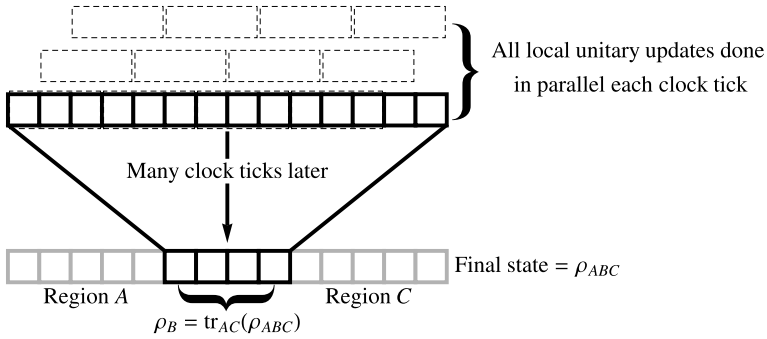 All local unitary updates done
in parallel each clock tick
Many clock ticks later
Final state = ρ_ABC
Region A
Region C
ρ_B = tr_AC(ρ_ABC)